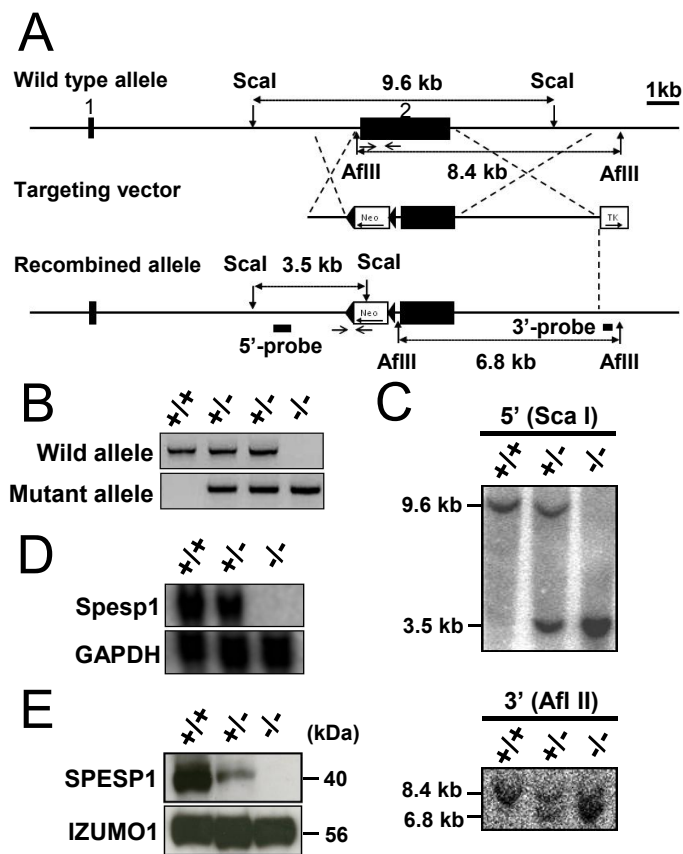 A
Wild type allele
ScaI
9.6 kb
ScaI
1kb
1
2
AflII
8.4 kb
AflII
Targeting vector
Neo
TK
Recombined allele
ScaI
3.5 kb
ScaI
Neo
5'-probe
3'-probe
AflII
6.8 kb
AflII
B
+/+ +/- +/- -/-
Wild allele
Mutant allele
C
5' (Sca I)
+/+ +/- -/-
9.6 kb
3.5 kb
3' (Afl II)
+/+ +/- -/-
8.4 kb
6.8 kb
D
+/+ +/- -/-
Spesp1
GAPDH
E
+/+ +/- -/- (kDa)
SPESP1 40
IZUMO1 56